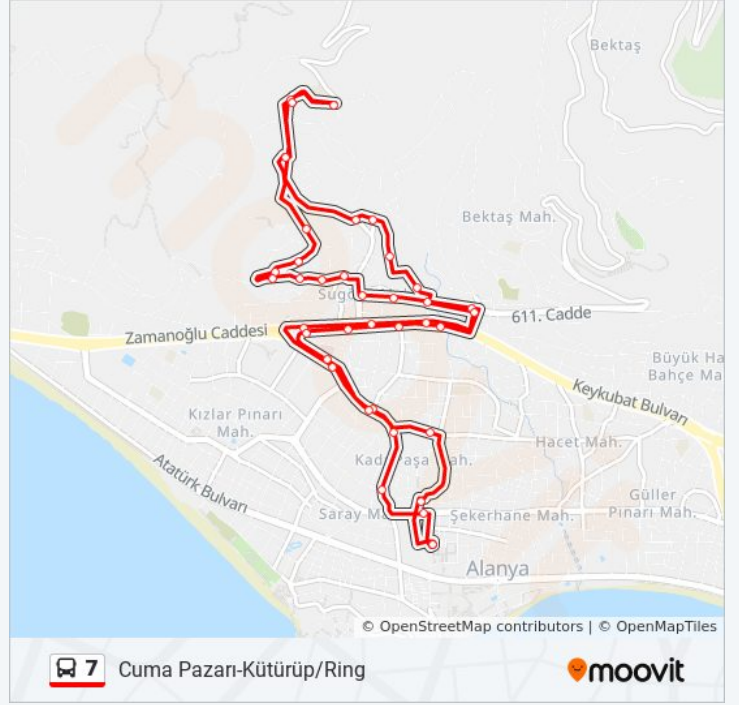 Bektaş
Bektaş Mah.
611. Cadde
Zamanoğlu Caddesi
Büyük Ha
Bahçe Ma
Keykubat Bulvarı
Kızlar Pınarı
Mah.
Hacet Mah.
Atatürk Bulvarı
Güller
Pınarı Mah.
Şekerhane Mah.
Alanya
© OpenStreetMap contributors | © OpenMapTiles
7 Cuma Pazarı-Kütürüp/Ring
moovit